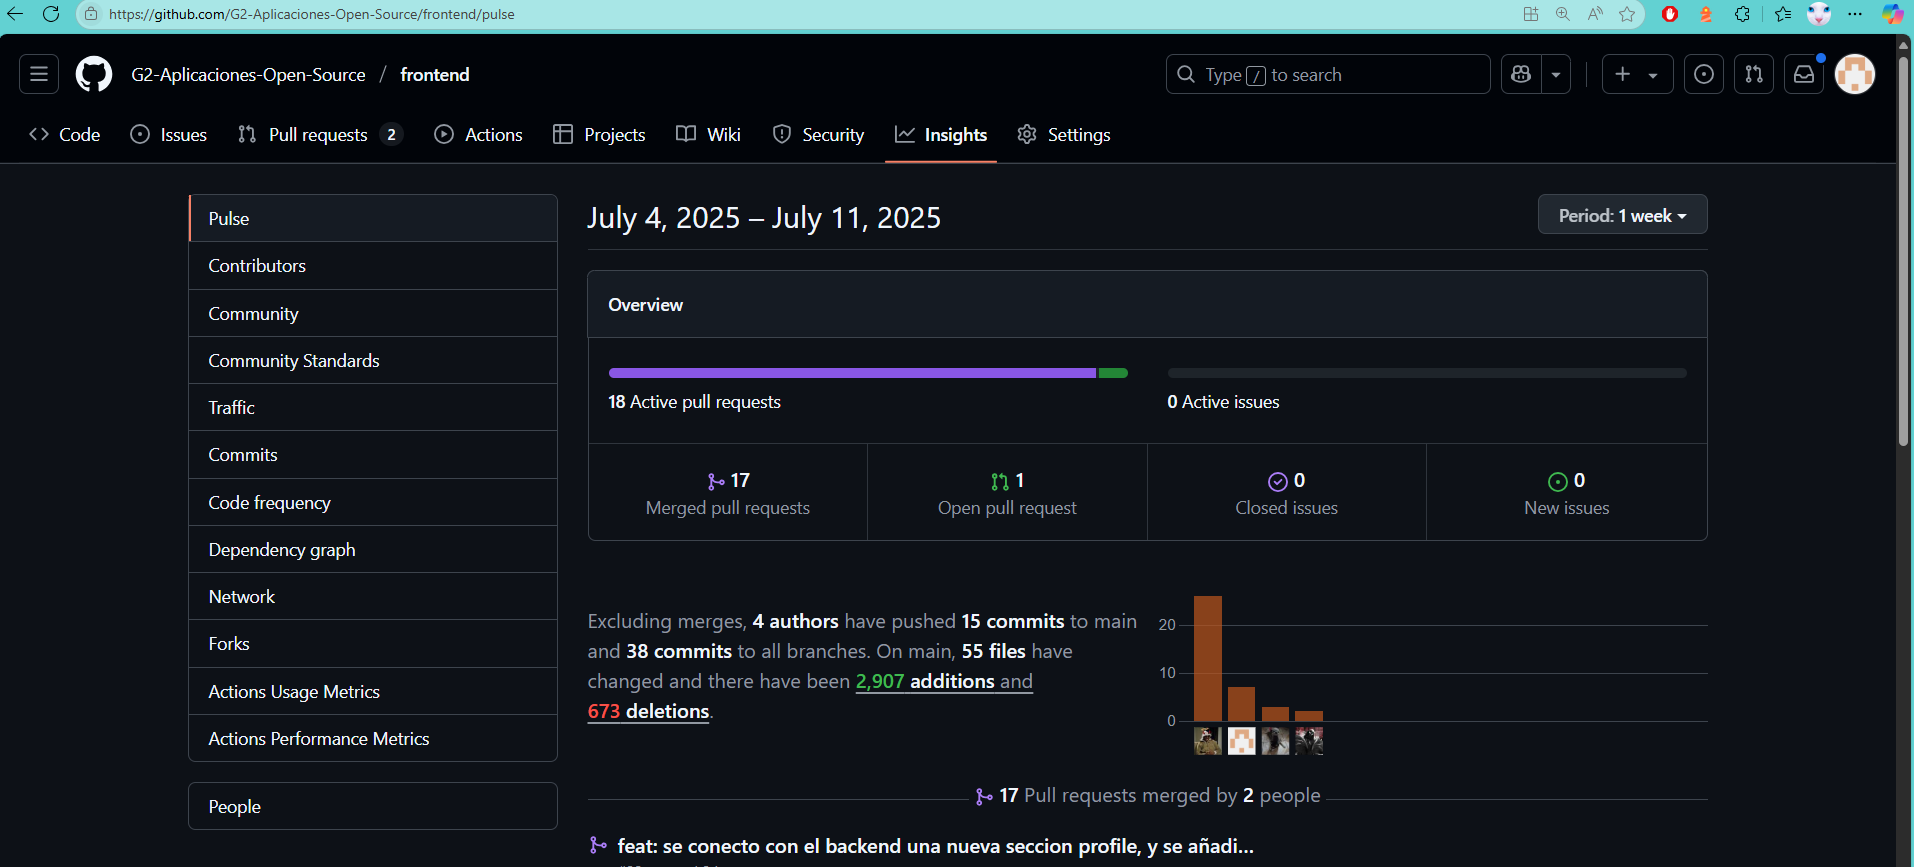 https://github.com/G2-Aplicaciones-Open-Source/frontend/pulse
G2-Aplicaciones-Open-Source / frontend
Type / to search
Code
Issues
Pull requests 2
Actions
Projects
Wiki
Security
Insights
Settings
Pulse
Contributors
Community
Community Standards
Traffic
Commits
Code frequency
Dependency graph
Network
Forks
Actions Usage Metrics
Actions Performance Metrics
People
July 4, 2025 – July 11, 2025
Period: 1 week
Overview
18 Active pull requests
0 Active issues
17
Merged pull requests
1
Open pull request
0
Closed issues
0
New issues
Excluding merges, 4 authors have pushed 15 commits to main
and 38 commits to all branches. On main, 55 files have
changed and there have been 2,907 additions and
673 deletions.
20
10
0
17 Pull requests merged by 2 people
feat: se conecto con el backend una nueva seccion profile, y se añadi...